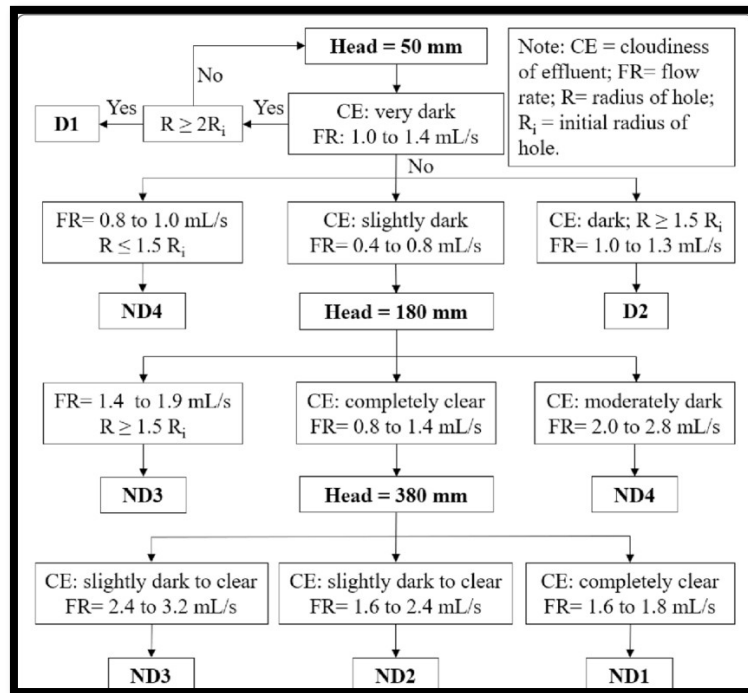 Head = 50 mm
Note: CE = cloudiness
of effluent; FR= flow
rate; R= radius of hole;
R_i = initial radius of
hole.
No
D1
Yes
R ≥ 2R_i
Yes
CE: very dark
FR: 1.0 to 1.4 mL/s
No
FR= 0.8 to 1.0 mL/s
R ≤ 1.5 R_i
CE: slightly dark
FR= 0.4 to 0.8 mL/s
CE: dark; R ≥ 1.5 R_i
FR= 1.0 to 1.3 mL/s
ND4
Head = 180 mm
D2
FR= 1.4 to 1.9 mL/s
R ≥ 1.5 R_i
CE: completely clear
FR= 0.8 to 1.4 mL/s
CE: moderately dark
FR= 2.0 to 2.8 mL/s
ND3
Head = 380 mm
ND4
CE: slightly dark to clear
FR= 2.4 to 3.2 mL/s
CE: slightly dark to clear
FR= 1.6 to 2.4 mL/s
CE: completely clear
FR= 1.6 to 1.8 mL/s
ND3
ND2
ND1